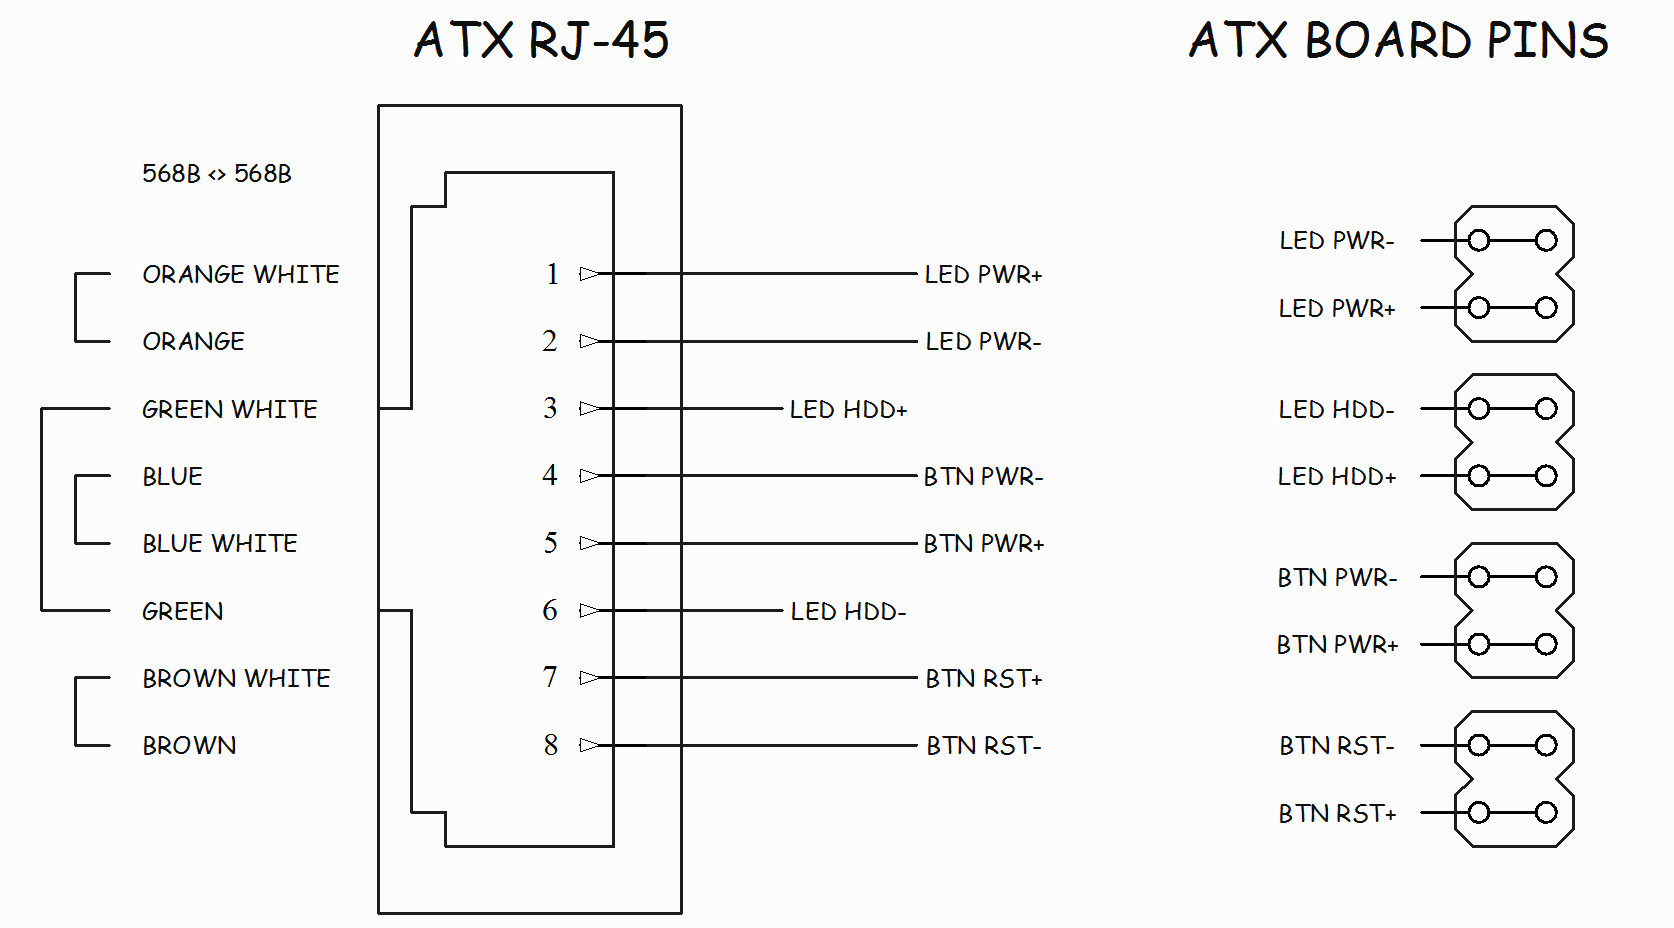 ATX RJ-45
ATX BOARD PINS
568B <> 568B
ORANGE WHITE 1 LED PWR+
ORANGE 2 LED PWR-
GREEN WHITE 3 LED HDD+
BLUE 4 BTN PWR-
BLUE WHITE 5 BTN PWR+
GREEN 6 LED HDD-
BROWN WHITE 7 BTN RST+
BROWN 8 BTN RST-
LED PWR-
LED PWR+
LED HDD-
LED HDD+
BTN PWR-
BTN PWR+
BTN RST-
BTN RST+